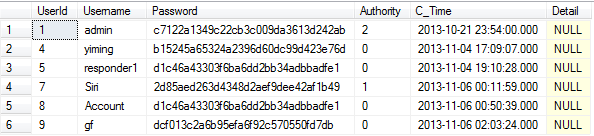 UserId Username Password Authority C_Time Detail
1 1 admin c7122a1349c22cb3c009da3613d242ab 2 2013-10-21 23:54:00.000 NULL
2 4 yiming b15245a65324a2396d60dc99d423e76d 0 2013-11-04 17:09:07.000 NULL
3 5 responder1 d1c46a43303f6ba6dd2bb34adbbadfe1 0 2013-11-04 19:10:28.000 NULL
4 7 Siri 2d85aed263d4348d2aef9dee42af1b49 1 2013-11-06 00:11:59.000 NULL
5 8 Account d1c46a43303f6ba6dd2bb34adbbadfe1 0 2013-11-06 00:50:39.000 NULL
6 9 gf dcf013c2a6b95efa6f92c570550fd7db 0 2013-11-06 02:03:24.000 NULL